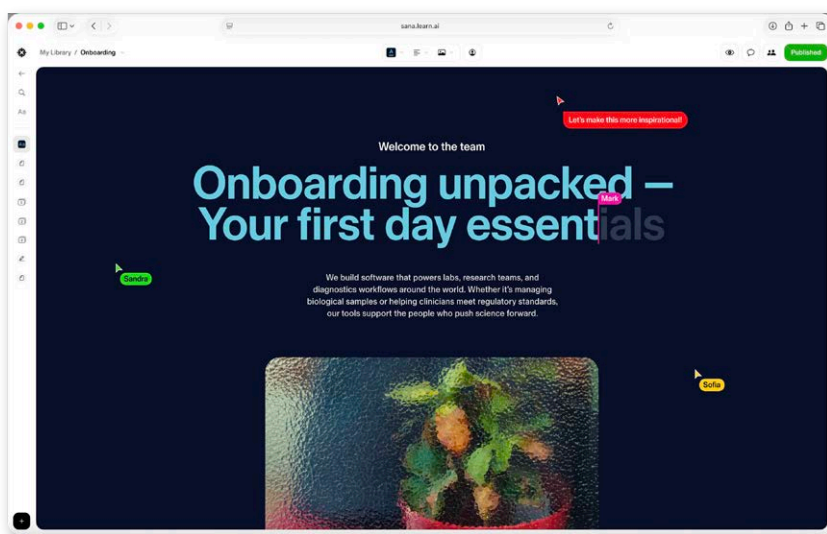 sana.learn.ai
My Library / Onboarding
Published
Aa
Let's make this more inspirational!
Welcome to the team
Onboarding unpacked –
Mark
Your first day essentials
Sandra
We build software that powers labs, research teams, and
diagnostics workflows around the world. Whether it's managing
biological samples or helping clinicians meet regulatory standards,
our tools support the people who push science forward.
Sofia